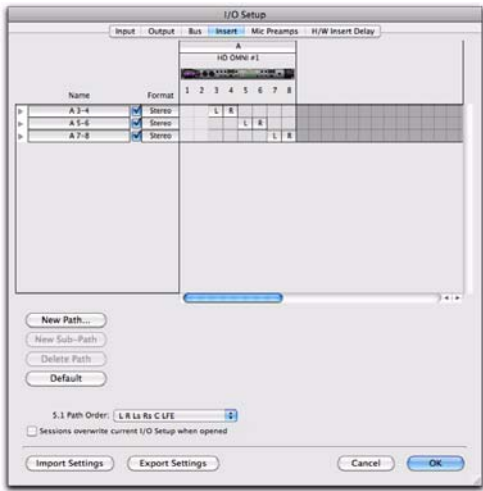 I/O Setup
Input Output Bus Insert Mic Preamps H/W Insert Delay
A
HD OMNI #1
Name Format 1 2 3 4 5 6 7 8
A 3-4 Stereo L R
A 5-6 Stereo L R
A 7-8 Stereo L R
New Path...
New Sub-Path
Delete Path
Default
5.1 Path Order: L R Ls Rs C LFE
Sessions overwrite current I/O Setup when opened
Import Settings Export Settings Cancel OK